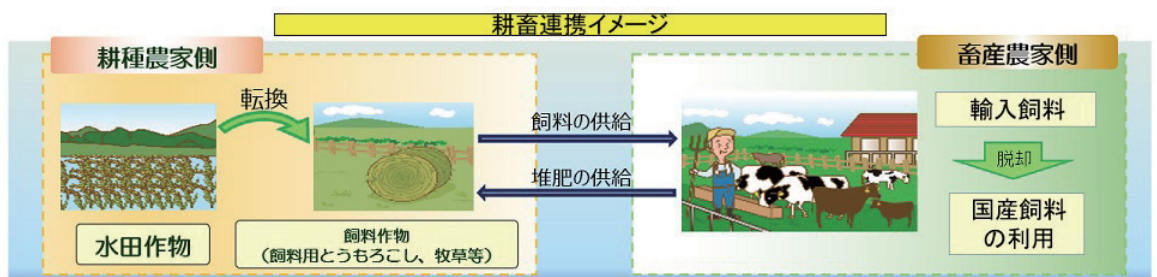 耕畜連携イメージ
耕種農家側
畜産農家側
転換
飼料の供給
堆肥の供給
輸入飼料
脱却
国産飼料
の利用
水田作物
飼料作物
(飼料用とうもろこし、牧草等)